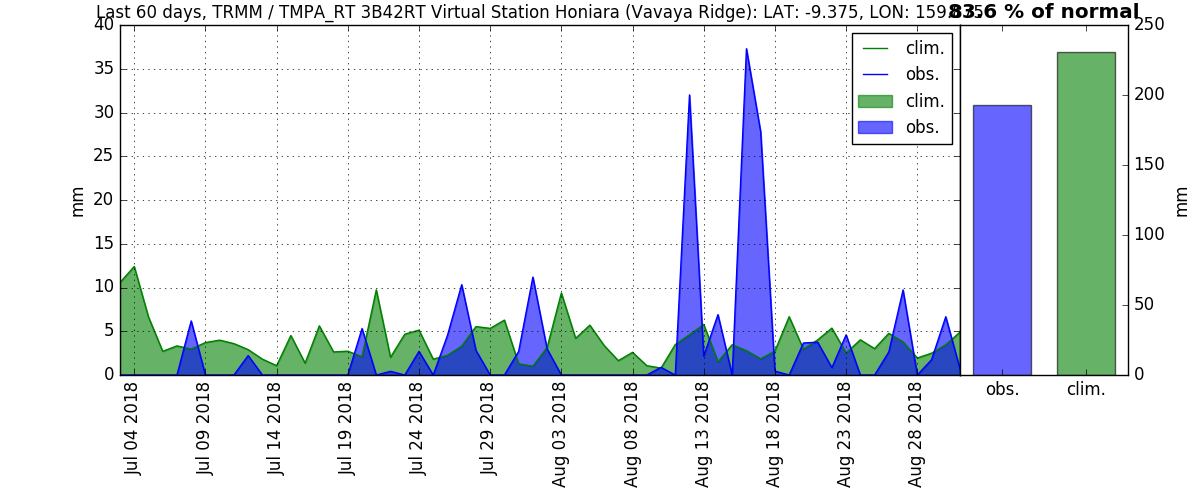 Last 60 days, TRMM / TMPA_RT 3B42RT Virtual Station Honiara (Vavaya Ridge): LAT: -9.375, LON:
83.6 % of normal
40
35
30
25
20
15
10
5
0
mm
clim.
obs.
clim.
obs.
250
200
150
100
50
0
mm
obs.
clim.
Jul 04 2018
Jul 09 2018
Jul 14 2018
Jul 19 2018
Jul 24 2018
Jul 29 2018
Aug 03 2018
Aug 08 2018
Aug 13 2018
Aug 18 2018
Aug 23 2018
Aug 28 2018